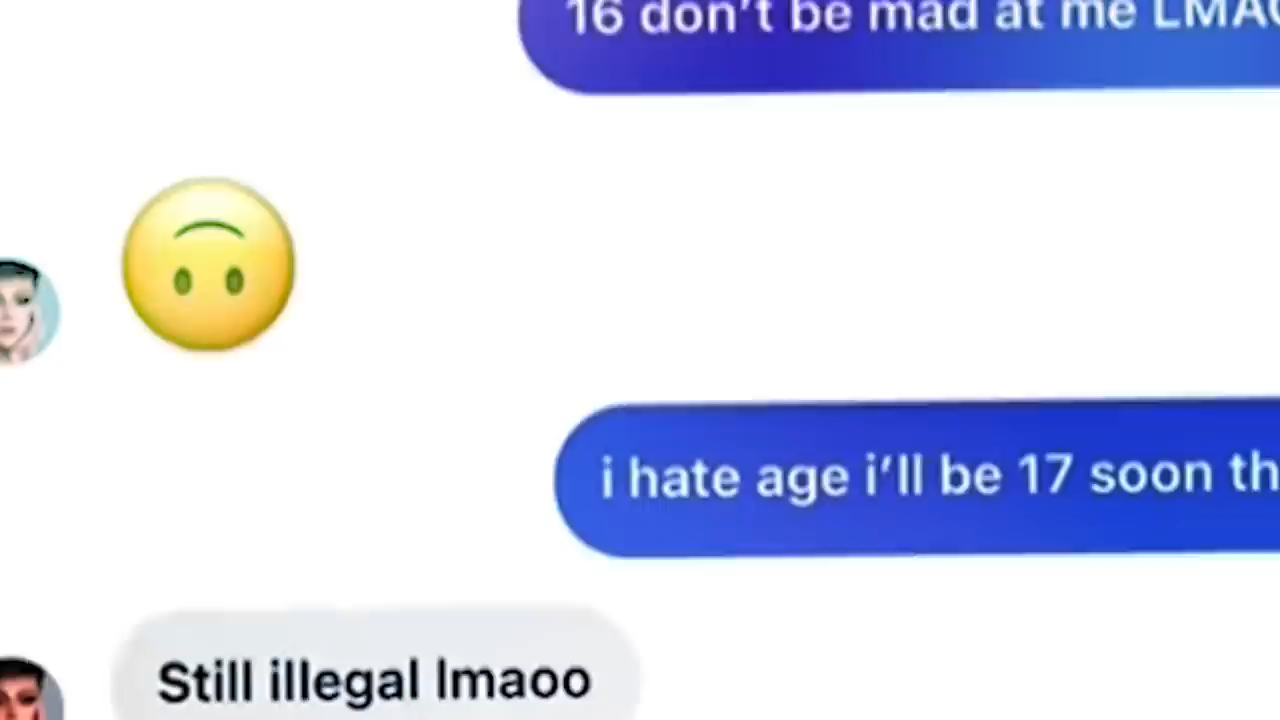 16 don't be mad at me
🙃
i hate age i'll be 17 soon
Still illegal lmaoo